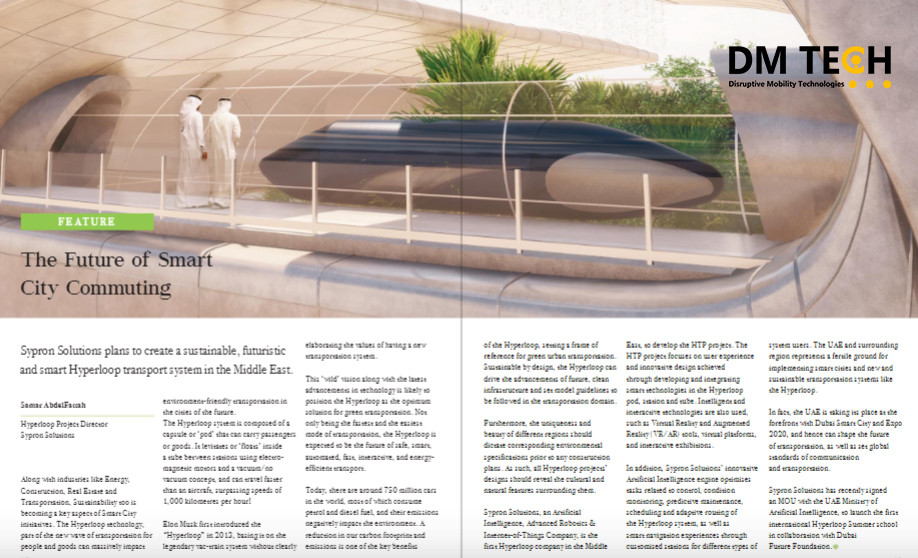 DM TECH
Disruptive Mobility Technologies
FEATURE
The Future of Smart
City Commuting
Sypron Solutions plans to create a sustainable, futuristic
and smart Hyperloop transport system in the Middle East.
Samar AbdelFattah
Hyperloop Project Director
Sypron Solutions
Along with industries like Energy,
Construction, Real Estate and
Transportation, Sustainability too is
becoming a key aspect of Smart City
initiatives. The Hyperloop technology,
part of the new wave of transportation for
people and goods can massively impact
environment-friendly transportation in
the cities of the future.
The Hyperloop system is composed of a
capsule or "pod" that can carry passengers
or goods. It levitates or "floats" inside
a tube between stations using electro-
magnetic motors and a vacuum/no
vacuum concept, and can travel faster
than an aircraft, surpassing speeds of
1,000 kilometres per hour!
Elon Musk first introduced the
"Hyperloop" in 2013, basing it on the
legendary vac-train system without clearly
elaborating the values of having a new
transportation system.
This "wild" vision along with the latest
advancements in technology is likely to
position the Hyperloop as the optimum
solution for green transportation. Not
only being the fastest and the easiest
mode of transportation, the Hyperloop is
expected to be the future of safe, smart,
automated, fast, interactive, and energy-
efficient transport.
Today, there are around 750 million cars
in the world, most of which consume
petrol and diesel fuel, and their emissions
negatively impact the environment. A
reduction in our carbon footprint and
emissions is one of the key benefits
of the Hyperloop, setting a frame of
reference for green urban transportation.
Sustainable by design, the Hyperloop can
drive the advancements of future, clean
infrastructure and set model guidelines to
be followed in the transportation domain.
Furthermore, the uniqueness and
beauty of different regions should
dictate corresponding environmental
specifications prior to any construction
plans. As such, all Hyperloop projects'
designs should reveal the cultural and
natural features surrounding them.
Sypron Solutions, an Artificial
Intelligence, Advanced Robotics &
Internet-of-Things Company, is the
first Hyperloop company in the Middle
East, to develop the HTP project. The
HTP project focuses on user experience
and innovative design achieved
through developing and integrating
smart technologies in the Hyperloop
pod, station and tube. Intelligent and
interactive technologies are also used,
such as Virtual Reality and Augmented
Reality (VR/AR) tools, virtual platforms,
and interactive exhibitions.
In addition, Sypron Solutions' innovative
Artificial Intelligence engine optimises
tasks related to control, condition
monitoring, predictive maintenance,
scheduling and adaptive routing of
the Hyperloop system, as well as
smart navigation experiences through
customised stations for different types of
system users. The UAE and surrounding
region represents a fertile ground for
implementing smart cities and new and
sustainable transportation systems like
the Hyperloop.
In fact, the UAE is taking its place at the
forefront with Dubai Smart City and Expo
2020, and hence can shape the future
of transportation, as well as set global
standards of communication
and transportation.
Sypron Solutions has recently signed
an MOU with the UAE Ministry of
Artificial Intelligence, to launch the first
international Hyperloop Summer school
in collaboration with Dubai
Future Foundation.